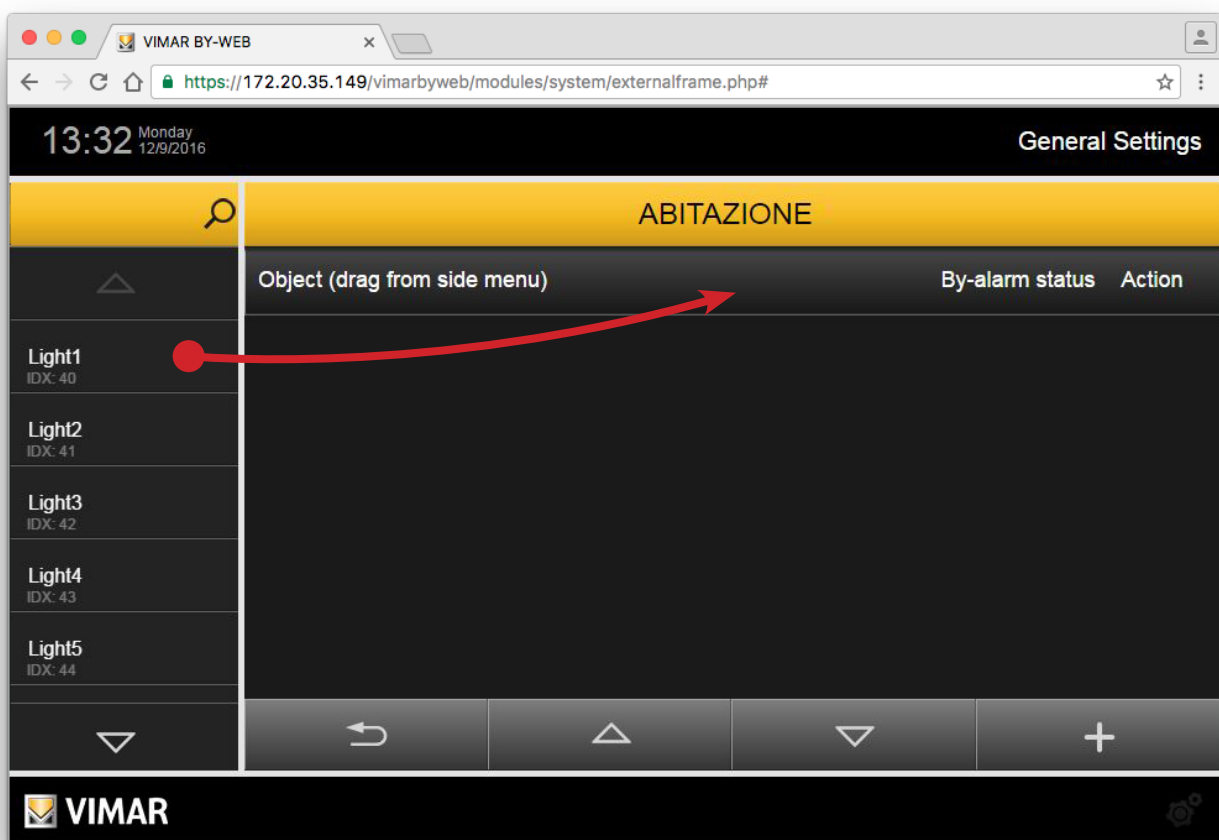 VIMAR BY-WEB
https://172.20.35.149/vimarbyweb/modules/system/externalframe.php#
13:32 Monday
12/9/2016
General Settings
ABITAZIONE
Object (drag from side menu)
By-alarm status
Action
Light1
IDX: 40
Light2
IDX: 41
Light3
IDX: 42
Light4
IDX: 43
Light5
IDX: 44
VIMAR